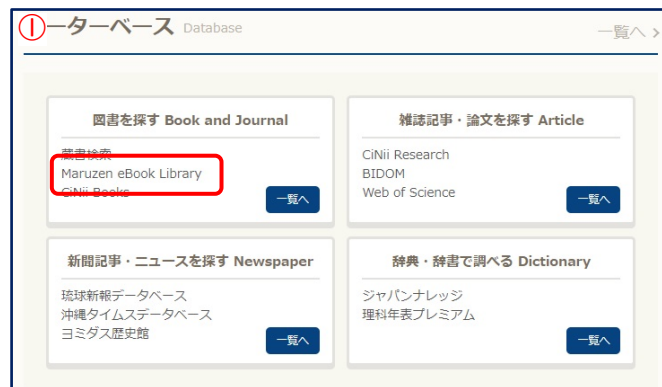 ①ーターベース Database
一覧へ >
図書を探す Book and Journal
蔵書検索
Maruzen eBook Library
CiNii Books
一覧へ
雑誌記事・論文を探す Article
CiNii Research
BIDOM
Web of Science
一覧へ
新聞記事・ニュースを探す Newspaper
琉球新報データベース
沖縄タイムスデータベース
ヨミダス歴史館
一覧へ
辞典・辞書で調べる Dictionary
ジャパンナレッジ
理科年表プレミアム
一覧へ